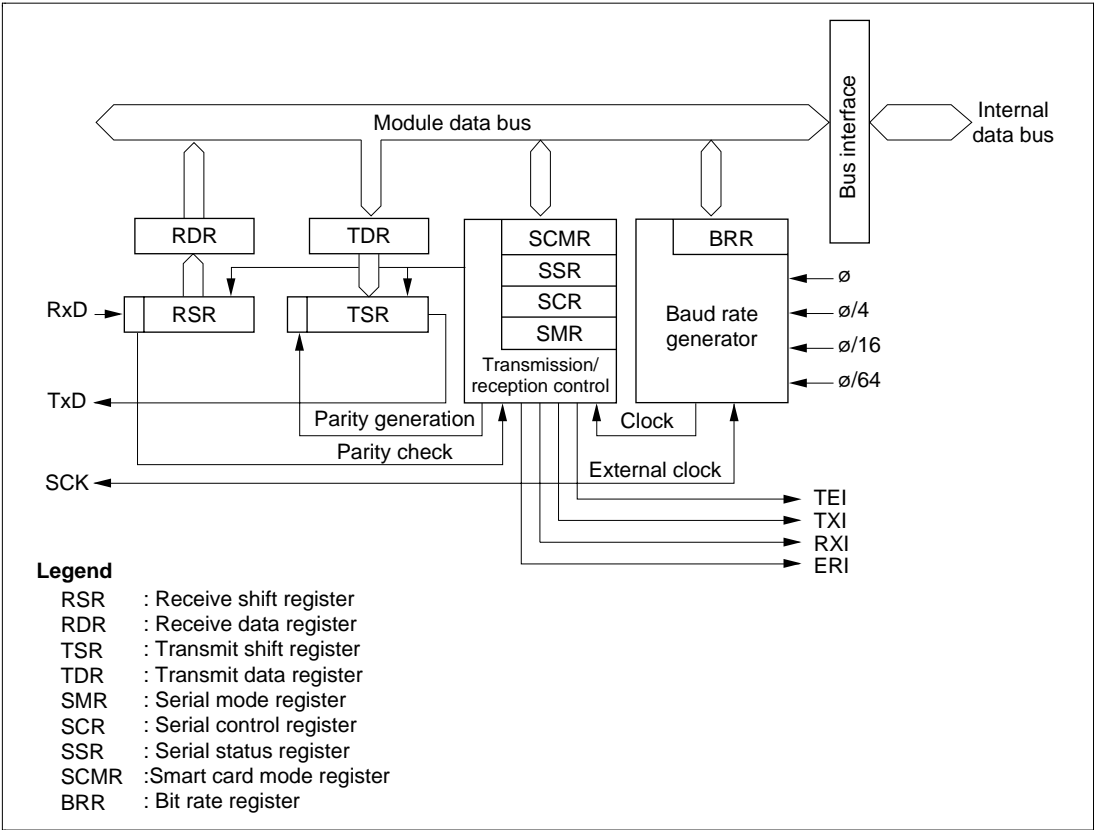 Internal
data bus
Bus interface
Module data bus
RDR
TDR
SCMR
BRR
SSR
SCR
SMR
RxD
RSR
TSR
Baud rate
generator
ø
ø/4
ø/16
ø/64
Transmission/
reception control
TxD
Parity generation
Clock
Parity check
SCK
External clock
TEI
TXI
RXI
ERI
Legend
RSR : Receive shift register
RDR : Receive data register
TSR : Transmit shift register
TDR : Transmit data register
SMR : Serial mode register
SCR : Serial control register
SSR : Serial status register
SCMR :Smart card mode register
BRR : Bit rate register